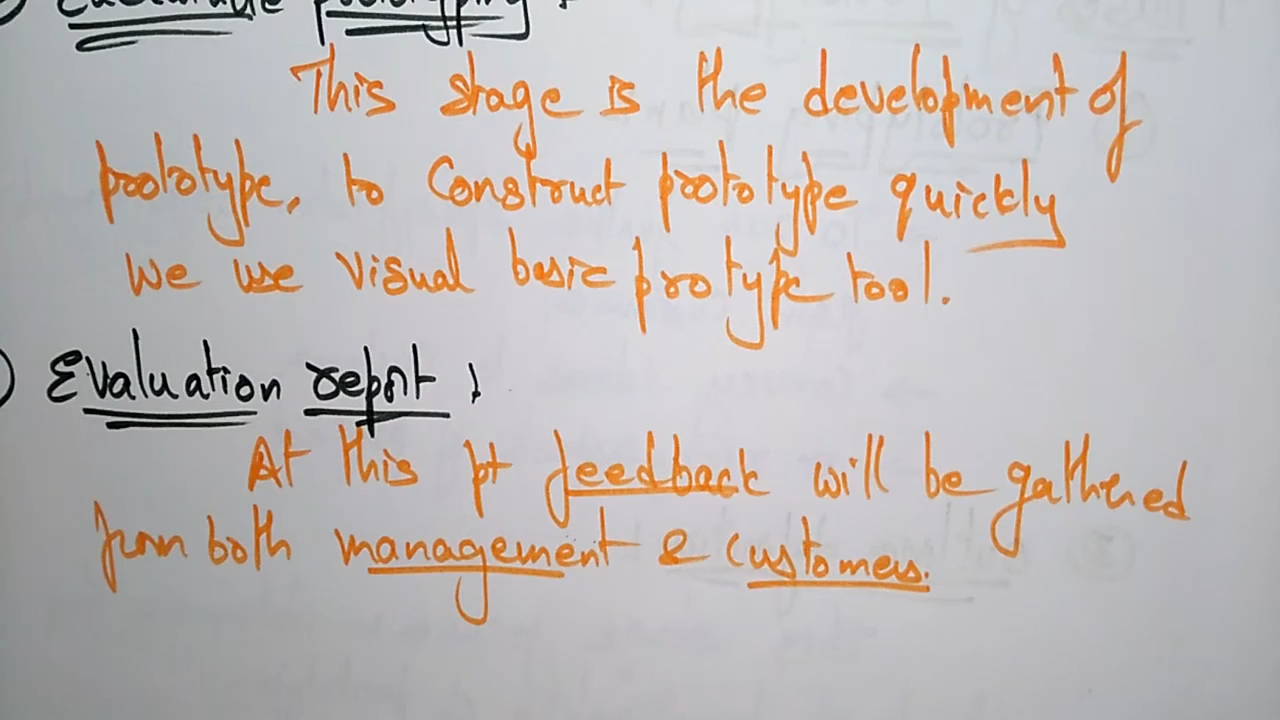 prototyping :
This stage is the development of
prototype, to Construct prototype quickly
we use visual basic protype tool.
Evaluation report :
At this pt feedback will be gathered
from both management & customers.